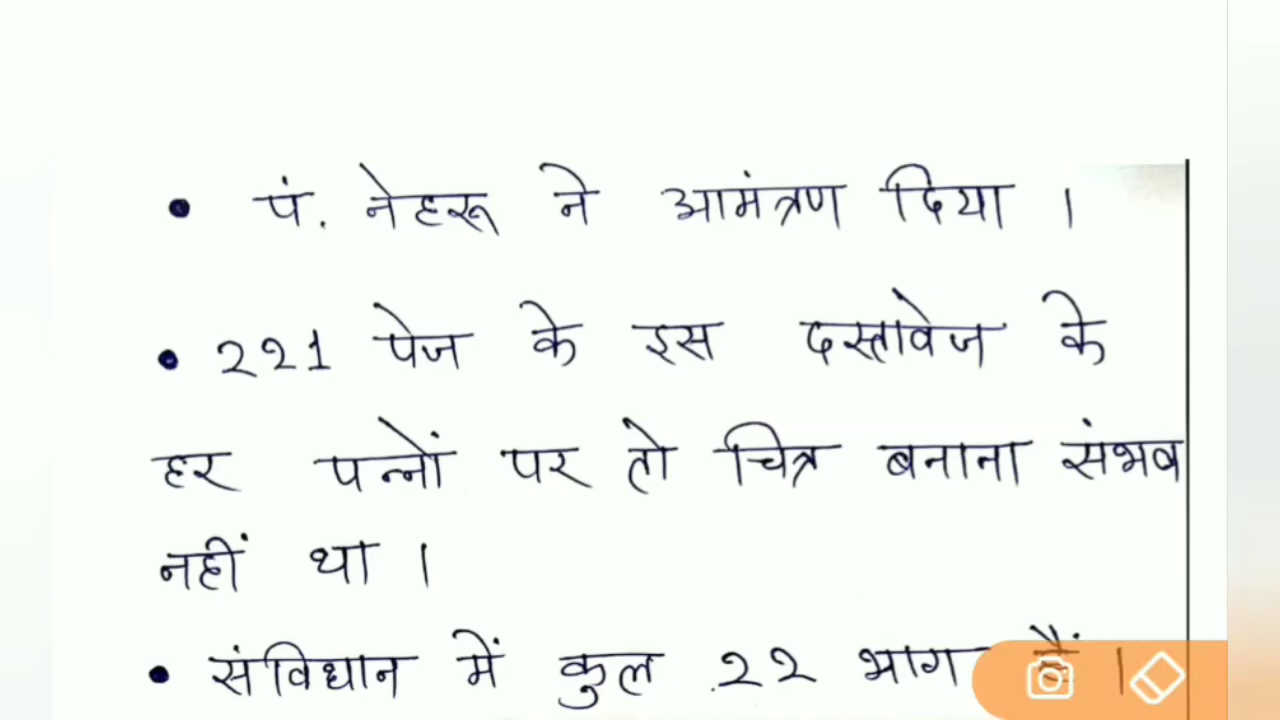 • पं. नेहरू ने आमंत्रण दिया ।
• 221 पेज के इस दस्तावेज के
हर पन्नों पर तो चित्र बनाना संभव
नहीं था ।
• संविधान में कुल 22 भाग हैं ।